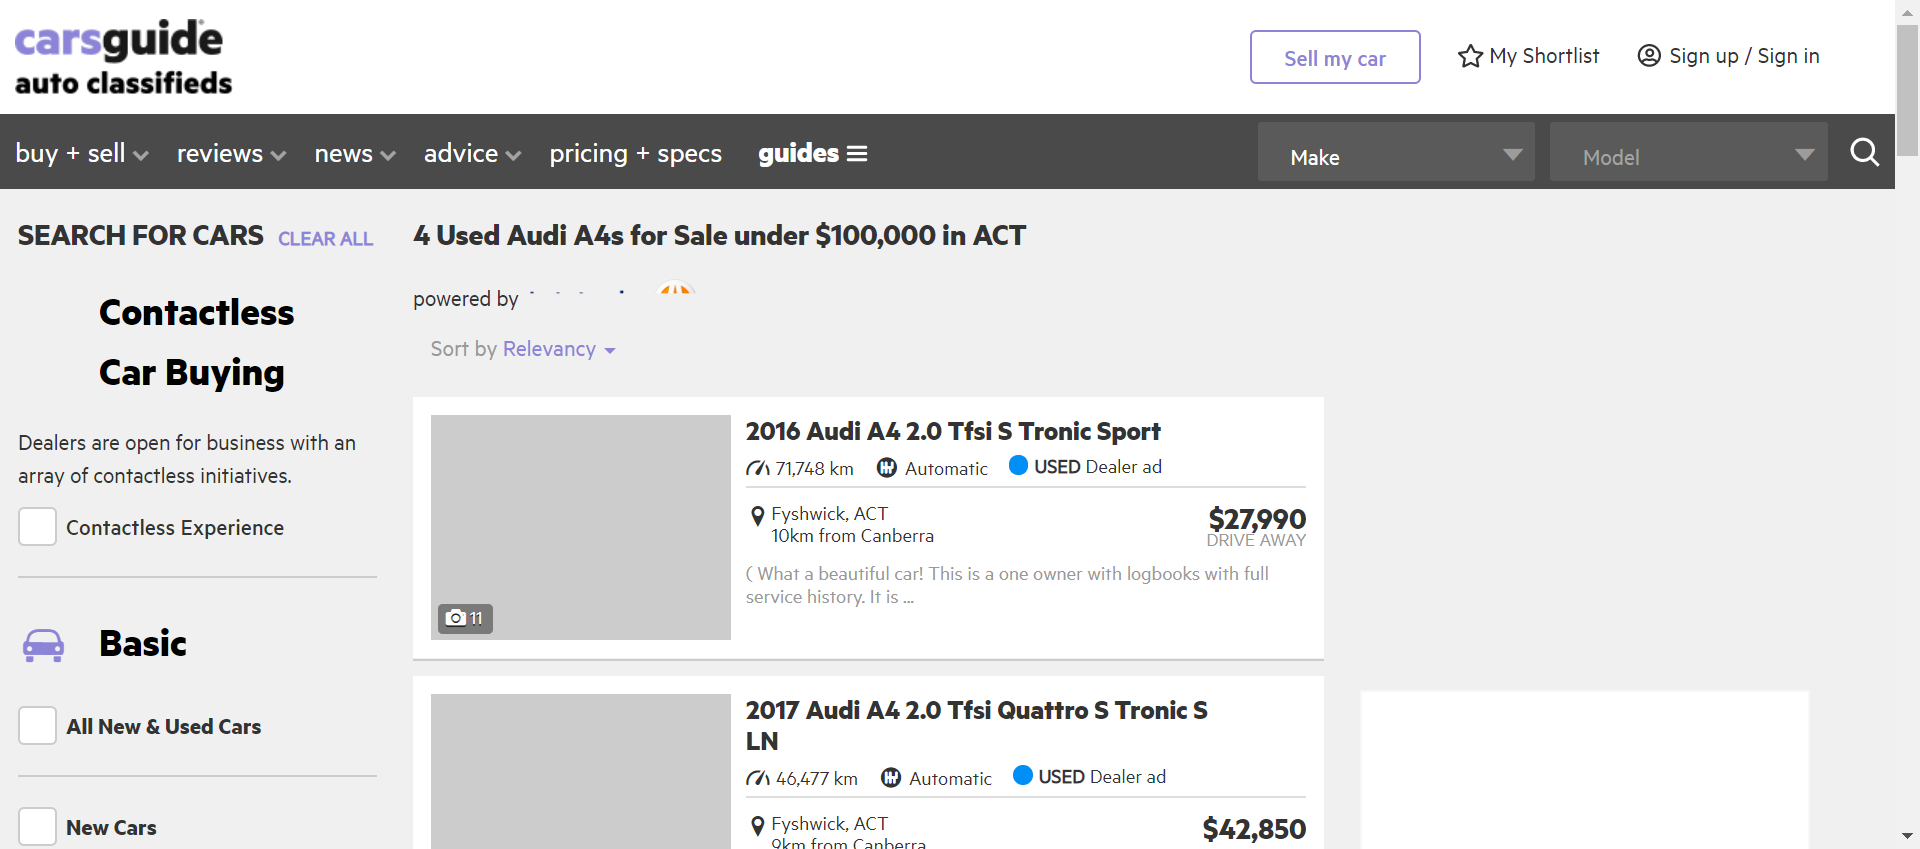 carsguide
auto classifieds
Sell my car
My Shortlist
Sign up / Sign in
buy + sell
reviews
news
advice
pricing + specs
guides
Make
Model
SEARCH FOR CARS
CLEAR ALL
Contactless
Car Buying
Dealers are open for business with an
array of contactless initiatives.
Contactless Experience
Basic
All New & Used Cars
New Cars
4 Used Audi A4s for Sale under $100,000 in ACT
powered by
Sort by Relevancy
2016 Audi A4 2.0 Tfsi S Tronic Sport
71,748 km
Automatic
USED Dealer ad
Fyshwick, ACT
10km from Canberra
$27,990
DRIVE AWAY
( What a beautiful car! This is a one owner with logbooks with full
service history. It is ...
11
2017 Audi A4 2.0 Tfsi Quattro S Tronic S
LN
46,477 km
Automatic
USED Dealer ad
Fyshwick, ACT
9km from Canberra
$42,850